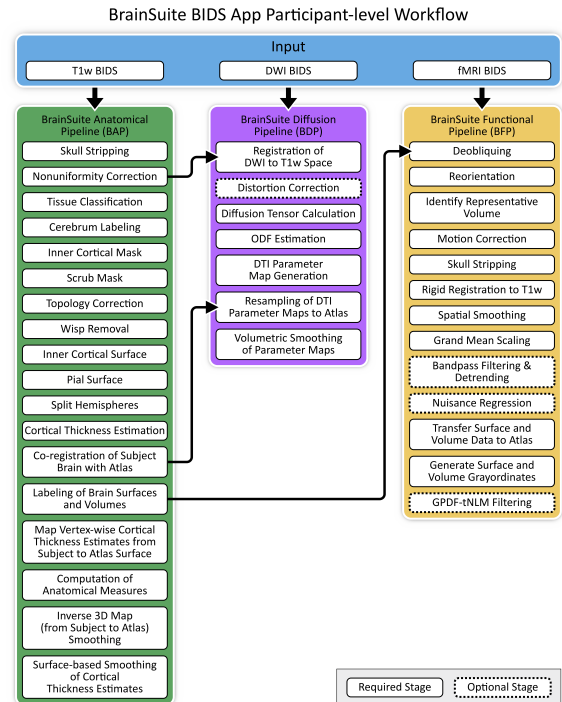 BrainSuite BIDS App Participant-level Workflow
Input
T1w BIDS
DWI BIDS
fMRI BIDS
BrainSuite Anatomical
Pipeline (BAP)
Skull Stripping
Nonuniformity Correction
Tissue Classification
Cerebrum Labeling
Inner Cortical Mask
Scrub Mask
Topology Correction
Wisp Removal
Inner Cortical Surface
Pial Surface
Split Hemispheres
Cortical Thickness Estimation
Co-registration of Subject
Brain with Atlas
Labeling of Brain Surfaces
and Volumes
Map Vertex-wise Cortical
Thickness Estimates from
Subject to Atlas Surface
Computation of
Anatomical Measures
Inverse 3D Map
(from Subject to Atlas)
Smoothing
Surface-based Smoothing
of Cortical
Thickness Estimates
BrainSuite Diffusion
Pipeline (BDP)
Registration of
DWI to T1w Space
Distortion Correction
Diffusion Tensor Calculation
ODF Estimation
DTI Parameter
Map Generation
Resampling of DTI
Parameter Maps to Atlas
Volumetric Smoothing
of Parameter Maps
BrainSuite Functional
Pipeline (BFP)
Deobliquing
Reorientation
Identify Representative
Volume
Motion Correction
Skull Stripping
Rigid Registration to T1w
Spatial Smoothing
Grand Mean Scaling
Bandpass Filtering &
Detrending
Nuisance Regression
Transfer Surface and
Volume Data to Atlas
Generate Surface and
Volume Grayordinates
GPDF-tNLM Filtering
Required Stage
Optional Stage